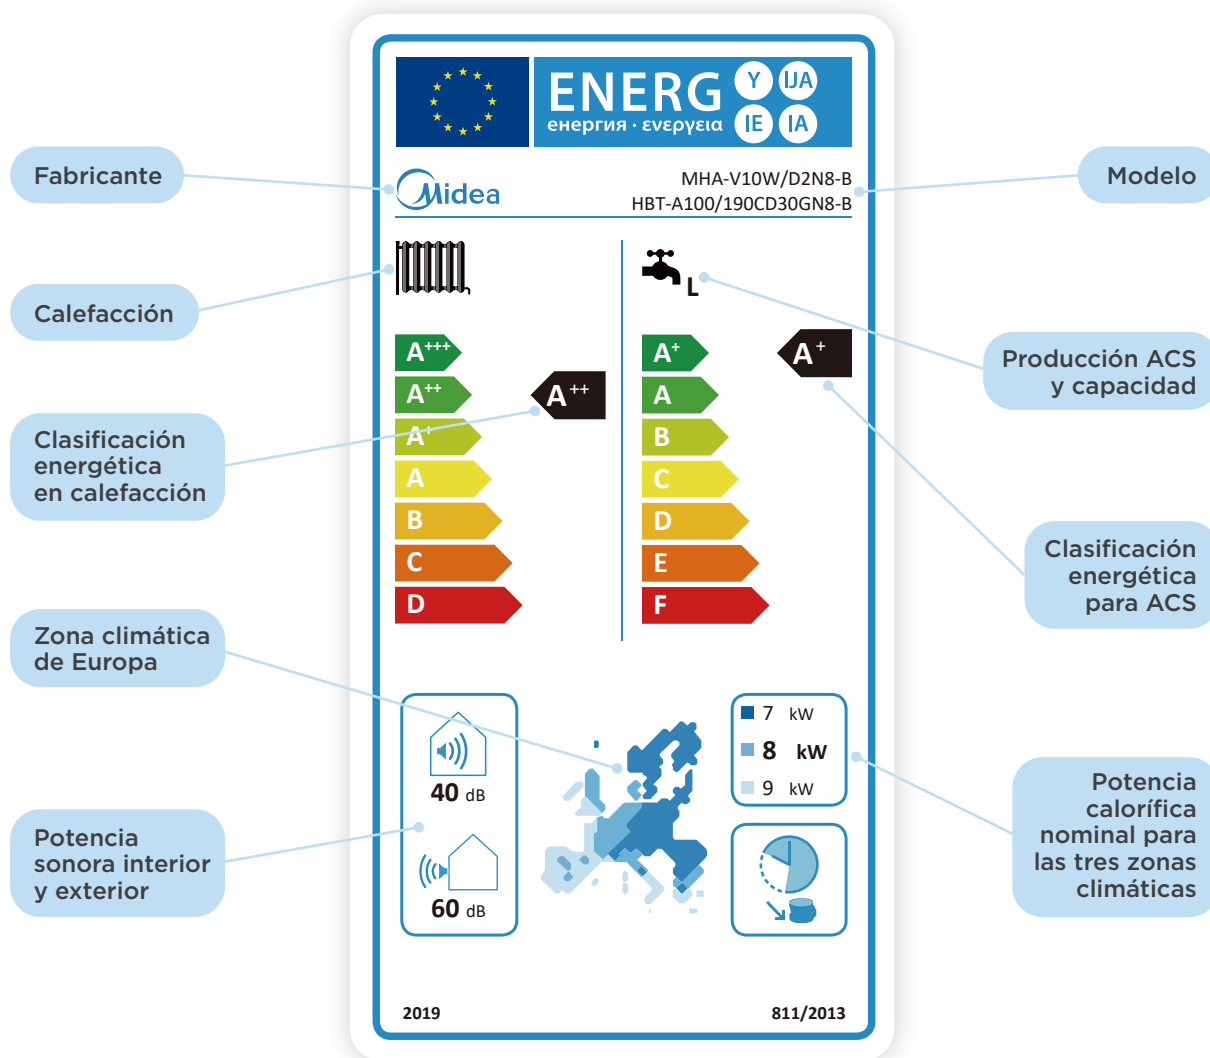 ENERG
енергия · ενεργεια
Y
IJA
IE
IA
Fabricante
Midea
MHA-V10W/D2N8-B
HBT-A100/190CD30GN8-B
Modelo
Calefacción
L
Producción ACS
y capacidad
A+++
A++
A+
A
B
C
D
A++
A+
A
B
C
D
E
F
A+
Clasificación
energética
en calefacción
Clasificación
energética
para ACS
Zona climática
de Europa
40 dB
60 dB
7 kW
8 kW
9 kW
Potencia
sonora interior
y exterior
Potencia
calorífica
nominal para
las tres zonas
climáticas
2019
811/2013